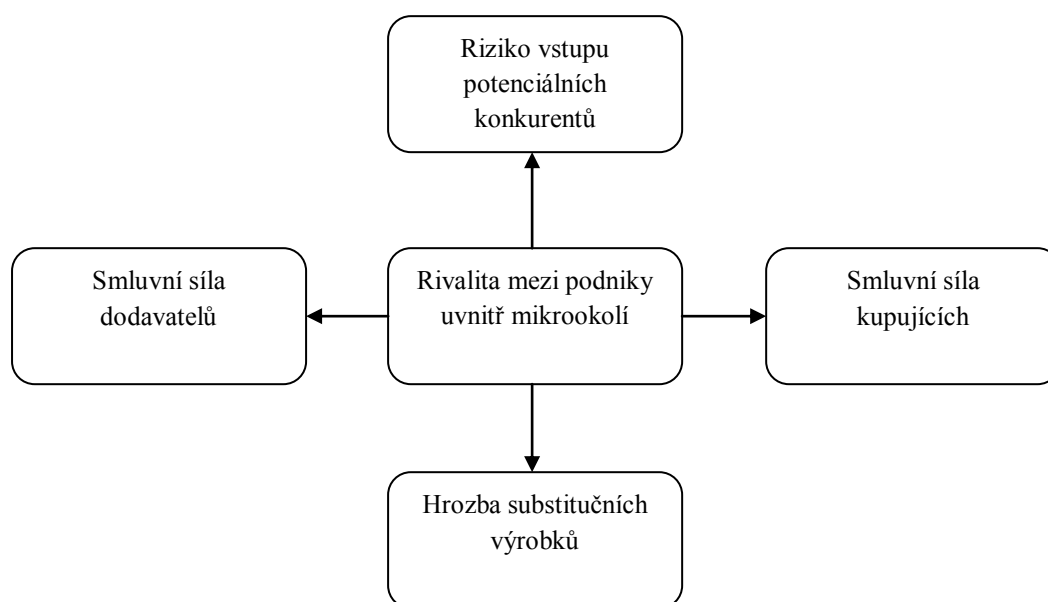 Riziko vstupu
potenciálních
konkurentů
Smluvní síla
dodavatelů
Rivalita mezi podniky
uvnitř mikrookolí
Smluvní síla
kupujících
Hrozba substitučních
výrobků